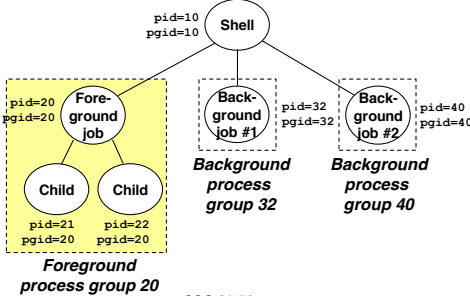 pid=10
pgid=10
Shell
pid=20
pgid=20
Fore-
ground
job
Back-
ground
job #1
pid=32
pgid=32
Back-
ground
job #2
pid=40
pgid=40
Background
process
group 32
Background
process
group 40
Child
Child
pid=21
pgid=20
pid=22
pgid=20
Foreground
process group 20